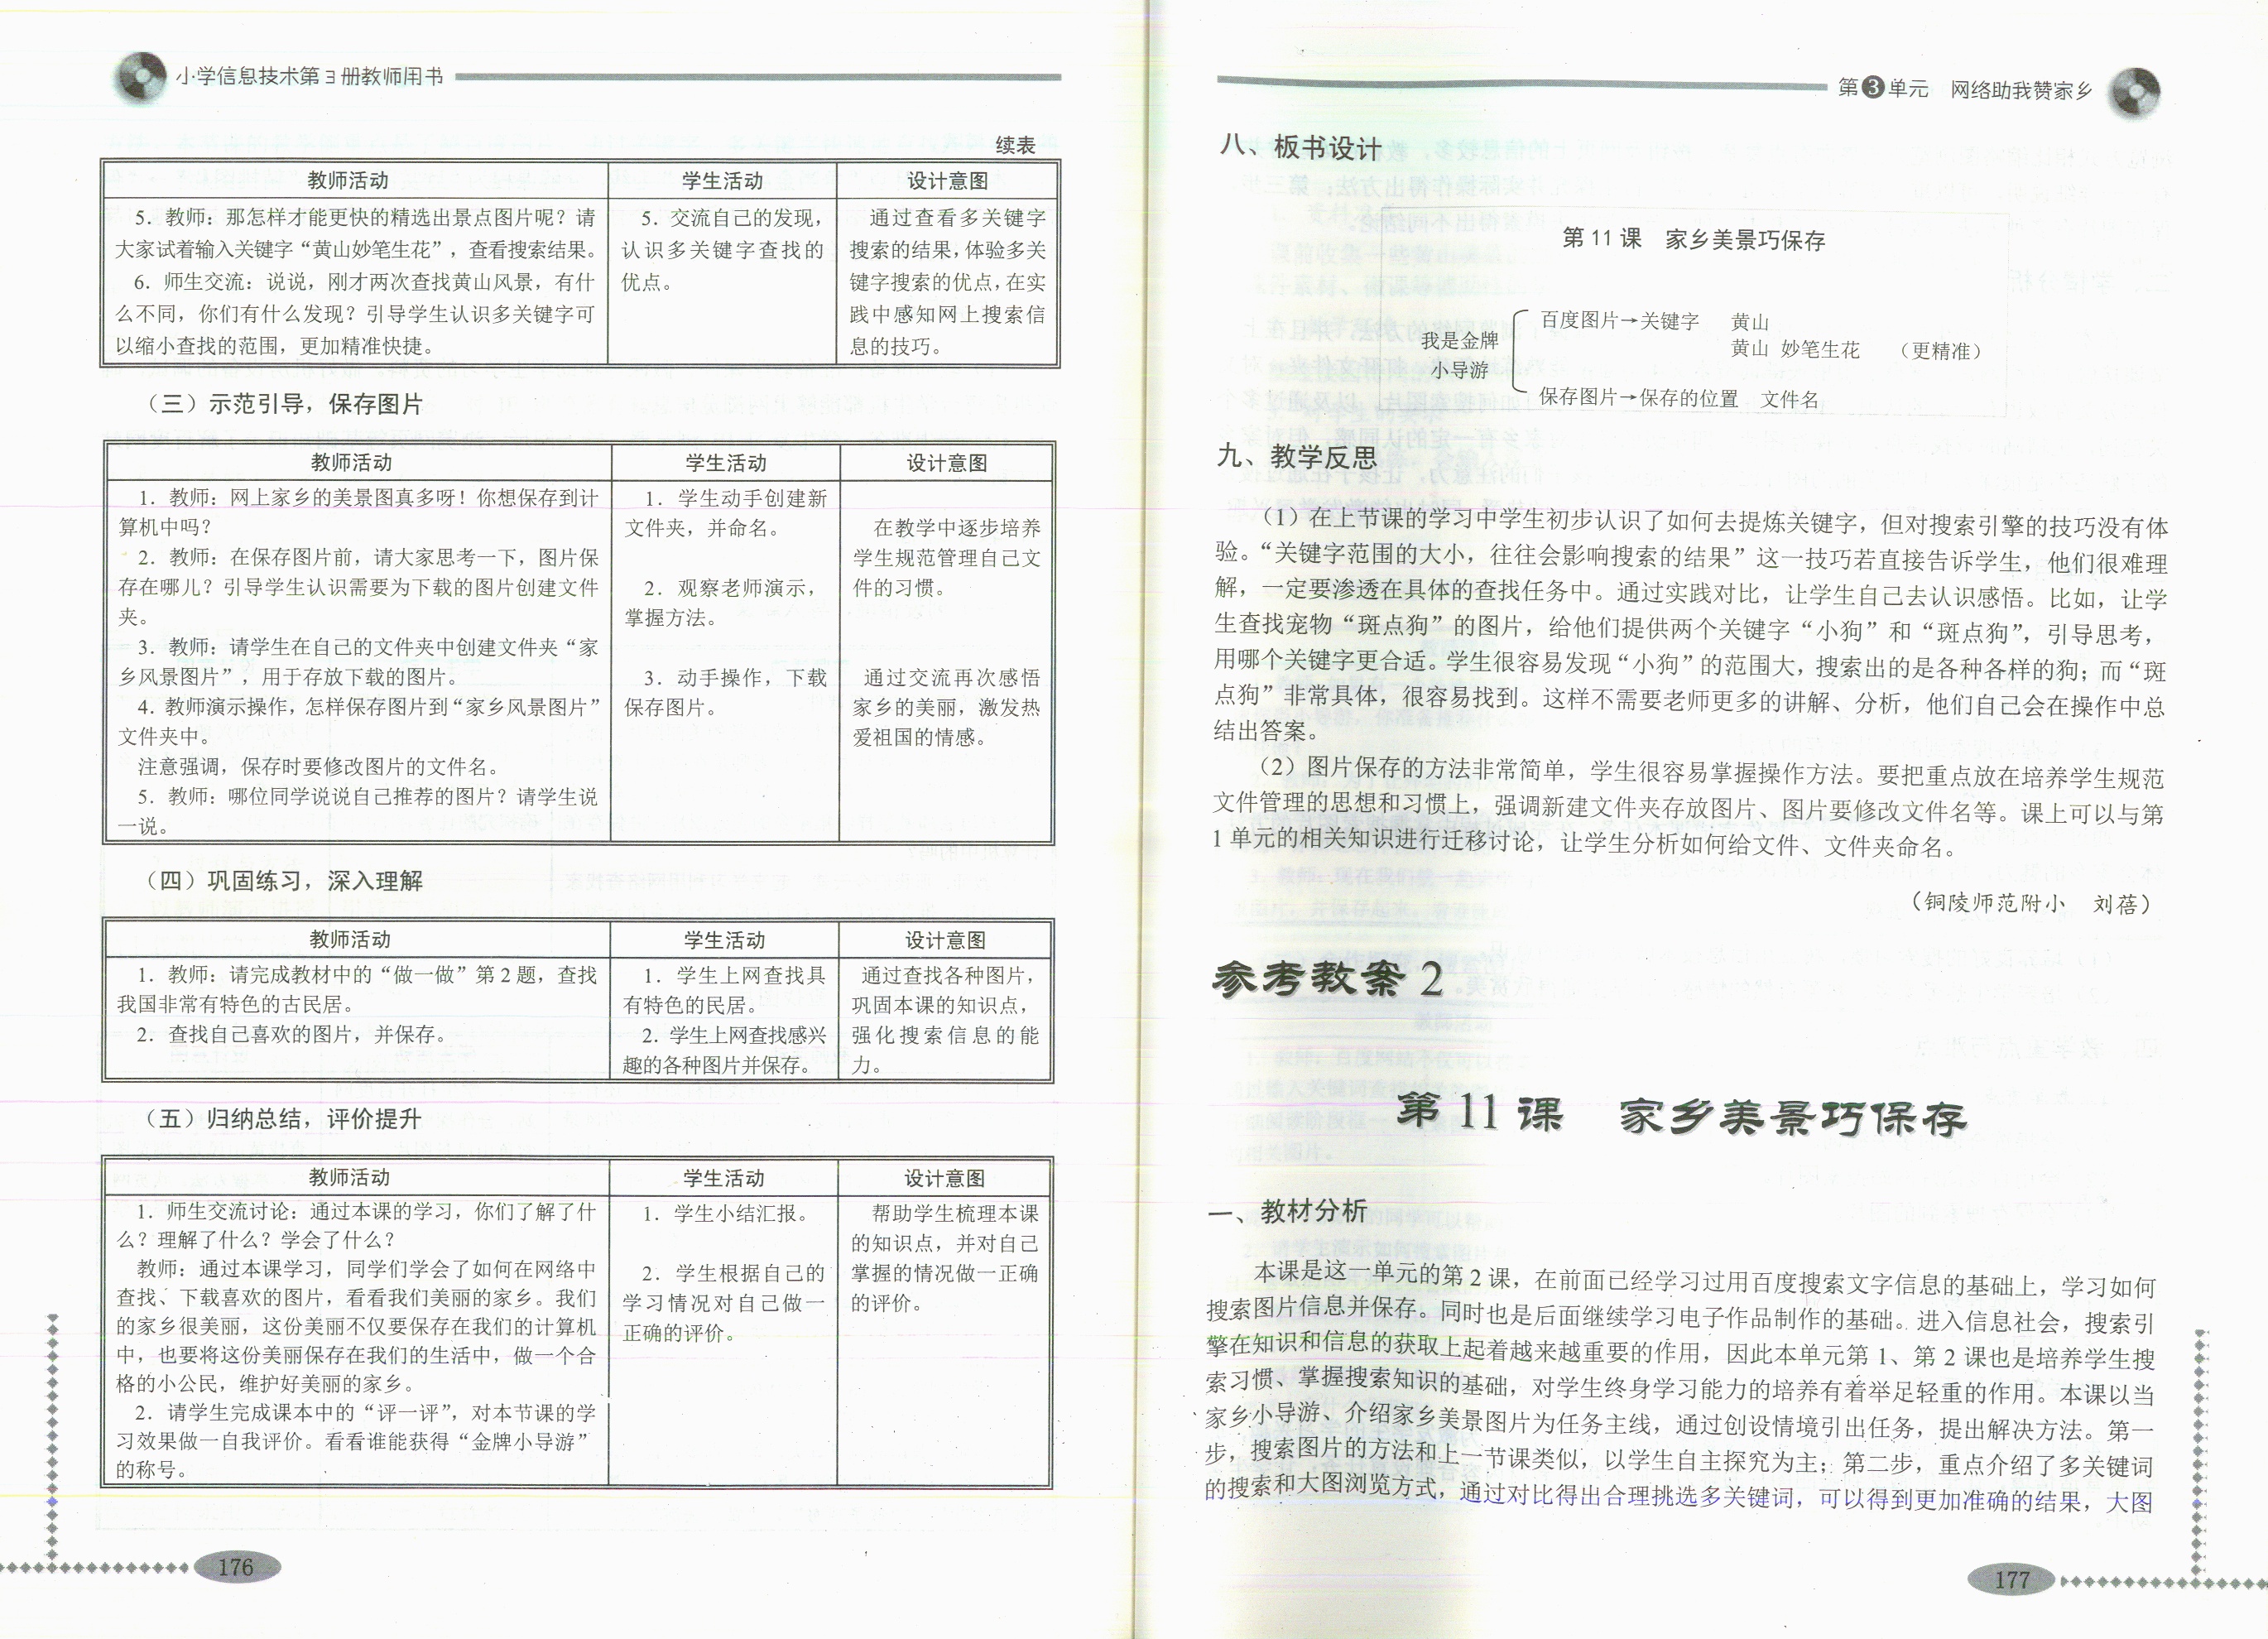 小学信息技术第3册教师用书
续表
教师活动
学生活动
设计意图
5. 教师：那怎样才能更快的精选出景点图片呢？请
大家试着输入关键字“黄山妙笔生花”，查看搜索结果。
6. 师生交流：说说，刚才两次查找黄山风景，有什
么不同，你们有什么发现？引导学生认识多关键字可
以缩小查找的范围，更加精准快捷。
5. 交流自己的发现，
认识多关键字查找的
优点。
通过查看多关键字
搜索的结果，体验多关
键字搜索的优点，在实
践中感知网上搜索信
息的技巧。
（三）示范引导，保存图片
教师活动
学生活动
设计意图
1. 教师：网上家乡的美景图真多呀！你想保存到计
算机中吗？
2. 教师：在保存图片前，请大家思考一下，图片保
存在哪儿？引导学生认识需要为下载的图片创建文件
夹。
3. 教师：请学生在自己的文件夹中创建文件夹“家
乡风景图片”，用于存放下载的图片。
4. 教师演示操作，怎样保存图片到“家乡风景图片”
文件夹中。
注意强调，保存时要修改图片的文件名。
5. 教师：哪位同学说说自己推荐的图片？请学生说
一说。
1. 学生动手创建新
文件夹，并命名。
2. 观察老师演示，
掌握方法。
3. 动手操作，下载
保存图片。
在教学中逐步培养
学生规范管理自己文
件的习惯。
通过交流再次感悟
家乡的美丽，激发热
爱祖国的情感。
（四）巩固练习，深入理解
教师活动
学生活动
设计意图
1. 教师：请完成教材中的“做一做”第2题，查找
我国非常有特色的古民居。
2. 查找自己喜欢的图片，并保存。
1. 学生上网查找具
有特色的民居。
2. 学生上网查找感兴
趣的各种图片并保存。
通过查找各种图片，
巩固本课的知识点，
强化搜索信息的能
力。
（五）归纳总结，评价提升
教师活动
学生活动
设计意图
1. 师生交流讨论：通过本课的学习，你们了解了什
么？理解了什么？学会了什么？
教师：通过本课学习，同学们学会了如何在网络中
查找、下载喜欢的图片，看看我们美丽的家乡。我们
的家乡很美丽，这份美丽不仅要保存在我们的计算机
中，也要将这份美丽保存在我们的生活中，做一个合
格的小公民，维护好美丽的家乡。
2. 请学生完成课本中的“评一评”，对本节课的学
习效果做一自我评价。看看谁能获得“金牌小导游”
的称号。
1. 学生小结汇报。
2. 学生根据自己的
学习情况对自己做一
正确的评价。
帮助学生梳理本课
的知识点，并对自己
掌握的情况做一正确
的评价。
176
第3单元 网络助我赞家乡
八、板书设计
第11课 家乡美景巧保存
我是金牌
小导游
百度图片→关键字 黄山
黄山 妙笔生花 （更精准）
保存图片→保存的位置 文件名
九、教学反思
（1）在上节课的学习中学生初步认识了如何去提炼关键字，但对搜索引擎的技巧没有体
验。“关键字范围的大小，往往会影响搜索的结果”这一技巧若直接告诉学生，他们很难理
解，一定要渗透在具体的查找任务中。通过实践对比，让学生自己去认识感悟。比如，让学
生查找宠物“斑点狗”的图片，给他们提供两个关键字“小狗”和“斑点狗”，引导思考，
用哪个关键字更合适。学生很容易发现“小狗”的范围大，搜索出的是各种各样的狗；而“斑
点狗”非常具体，很容易找到。这样不需要老师更多的讲解、分析，他们自己会在操作中总
结出答案。
（2）图片保存的方法非常简单，学生很容易掌握操作方法。要把重点放在培养学生规范
文件管理的思想和习惯上，强调新建文件夹存放图片、图片要修改文件名等。课上可以与第
1单元的相关知识进行迁移讨论，让学生分析如何给文件、文件夹命名。
（铜陵师范附小 刘蓓）
参考教案2
第11课 家乡美景巧保存
一、教材分析
本课是这一单元的第2课，在前面已经学习过用百度搜索文字信息的基础上，学习如何
搜索图片信息并保存。同时也是后面继续学习电子作品制作的基础。进入信息社会，搜索引
擎在知识和信息的获取上起着越来越重要的作用，因此本单元第1、第2课也是培养学生搜
索习惯、掌握搜索知识的基础，对学生终身学习能力的培养有着举足轻重的作用。本课以当
家乡小导游、介绍家乡美景图片为任务主线，通过创设情境引出任务，提出解决方法。第一
步，搜索图片的方法和上一节课类似，以学生自主探究为主；第二步，重点介绍了多关键词
的搜索和大图浏览方式，通过对比得出合理挑选多关键词，可以得到更加准确的结果，大图
177